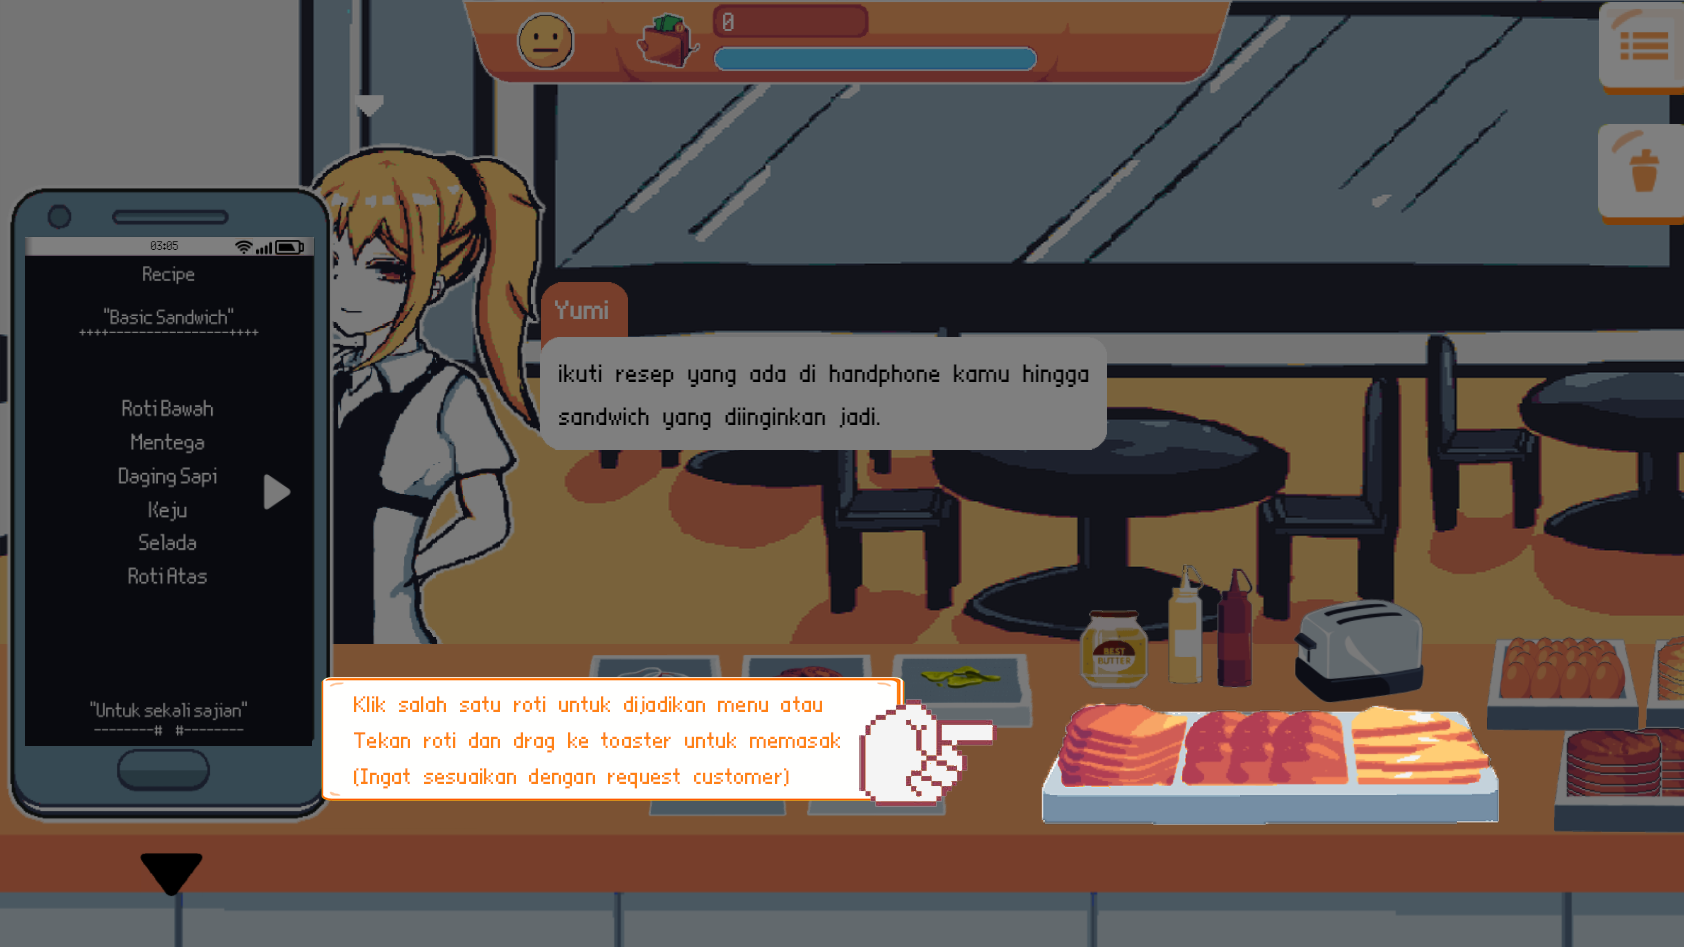 0
03:05
Recipe
"Basic Sandwich"
++++-------------------++++
Roti Bawah
Mentega
Daging Sapi
Keju
Selada
Roti Atas
"Untuk sekali sajian"
--------# #--------
Yumi
ikuti resep yang ada di handphone kamu hingga
sandwich yang diinginkan jadi.
BEST
BUTTER
Klik salah satu roti untuk dijadikan menu atau
Tekan roti dan drag ke toaster untuk memasak
(Ingat sesuaikan dengan request customer)